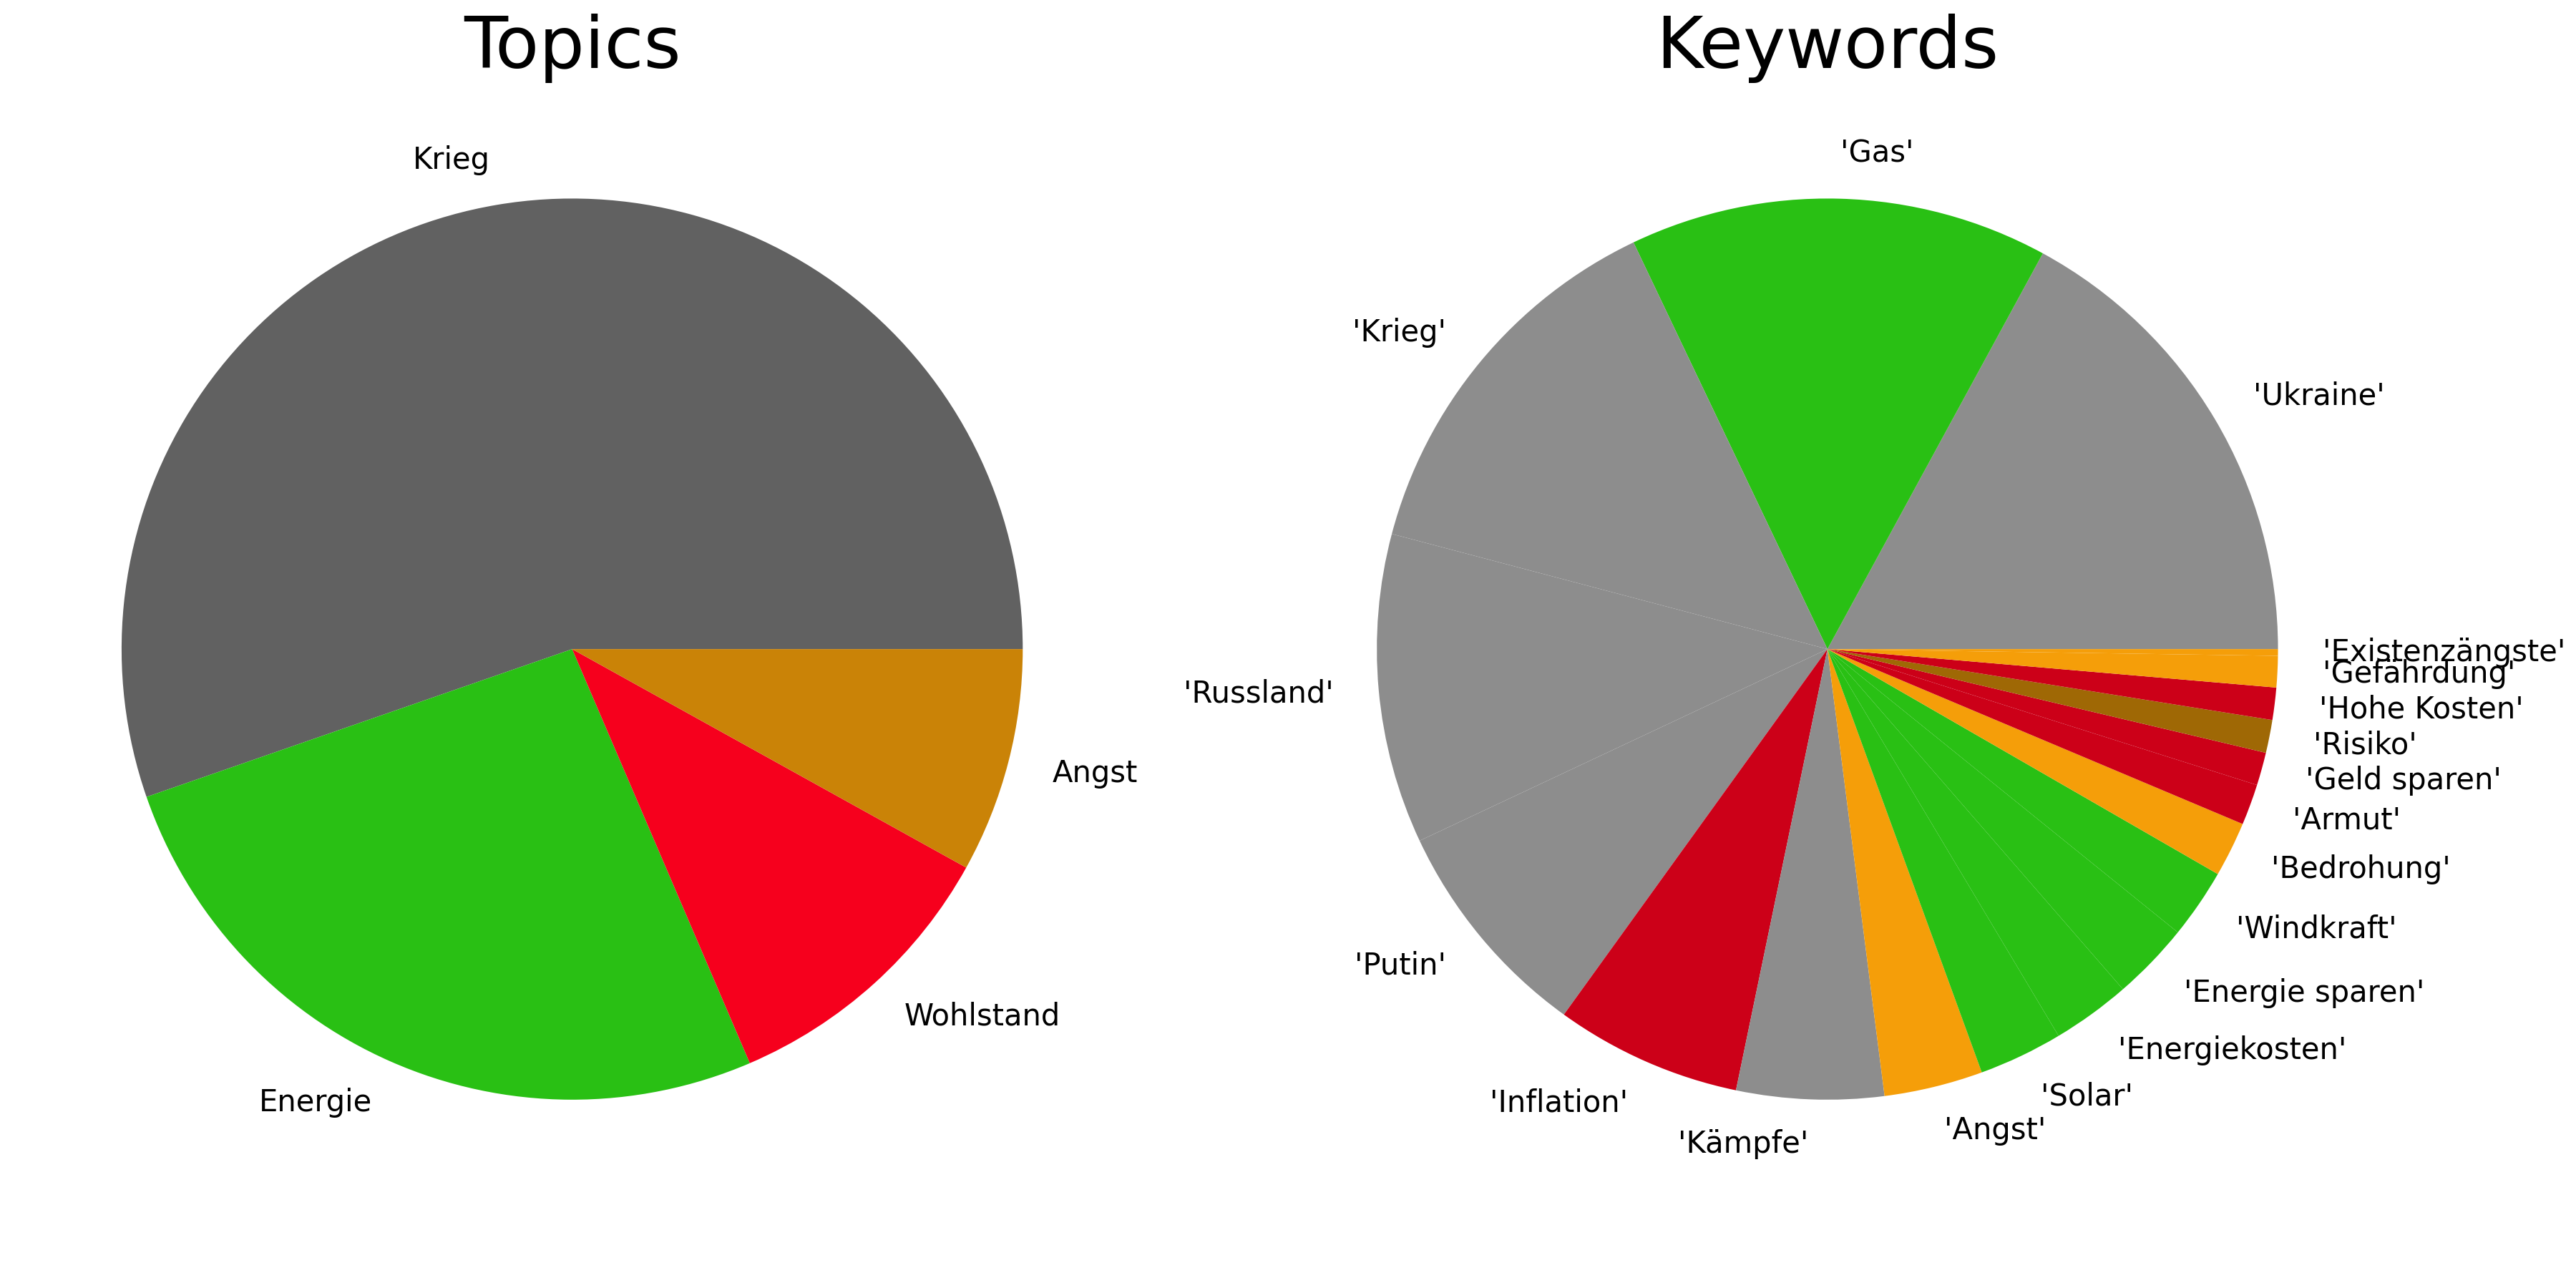 Topics
Krieg
Energie
Wohlstand
Angst
Keywords
'Ukraine'
'Gas'
'Krieg'
'Russland'
'Putin'
'Inflation'
'Kämpfe'
'Angst'
'Solar'
'Energiekosten'
'Energie sparen'
'Windkraft'
'Bedrohung'
'Armut'
'Geld sparen'
'Risiko'
'Hohe Kosten'
'Gefährdung'
'Existenzängste'